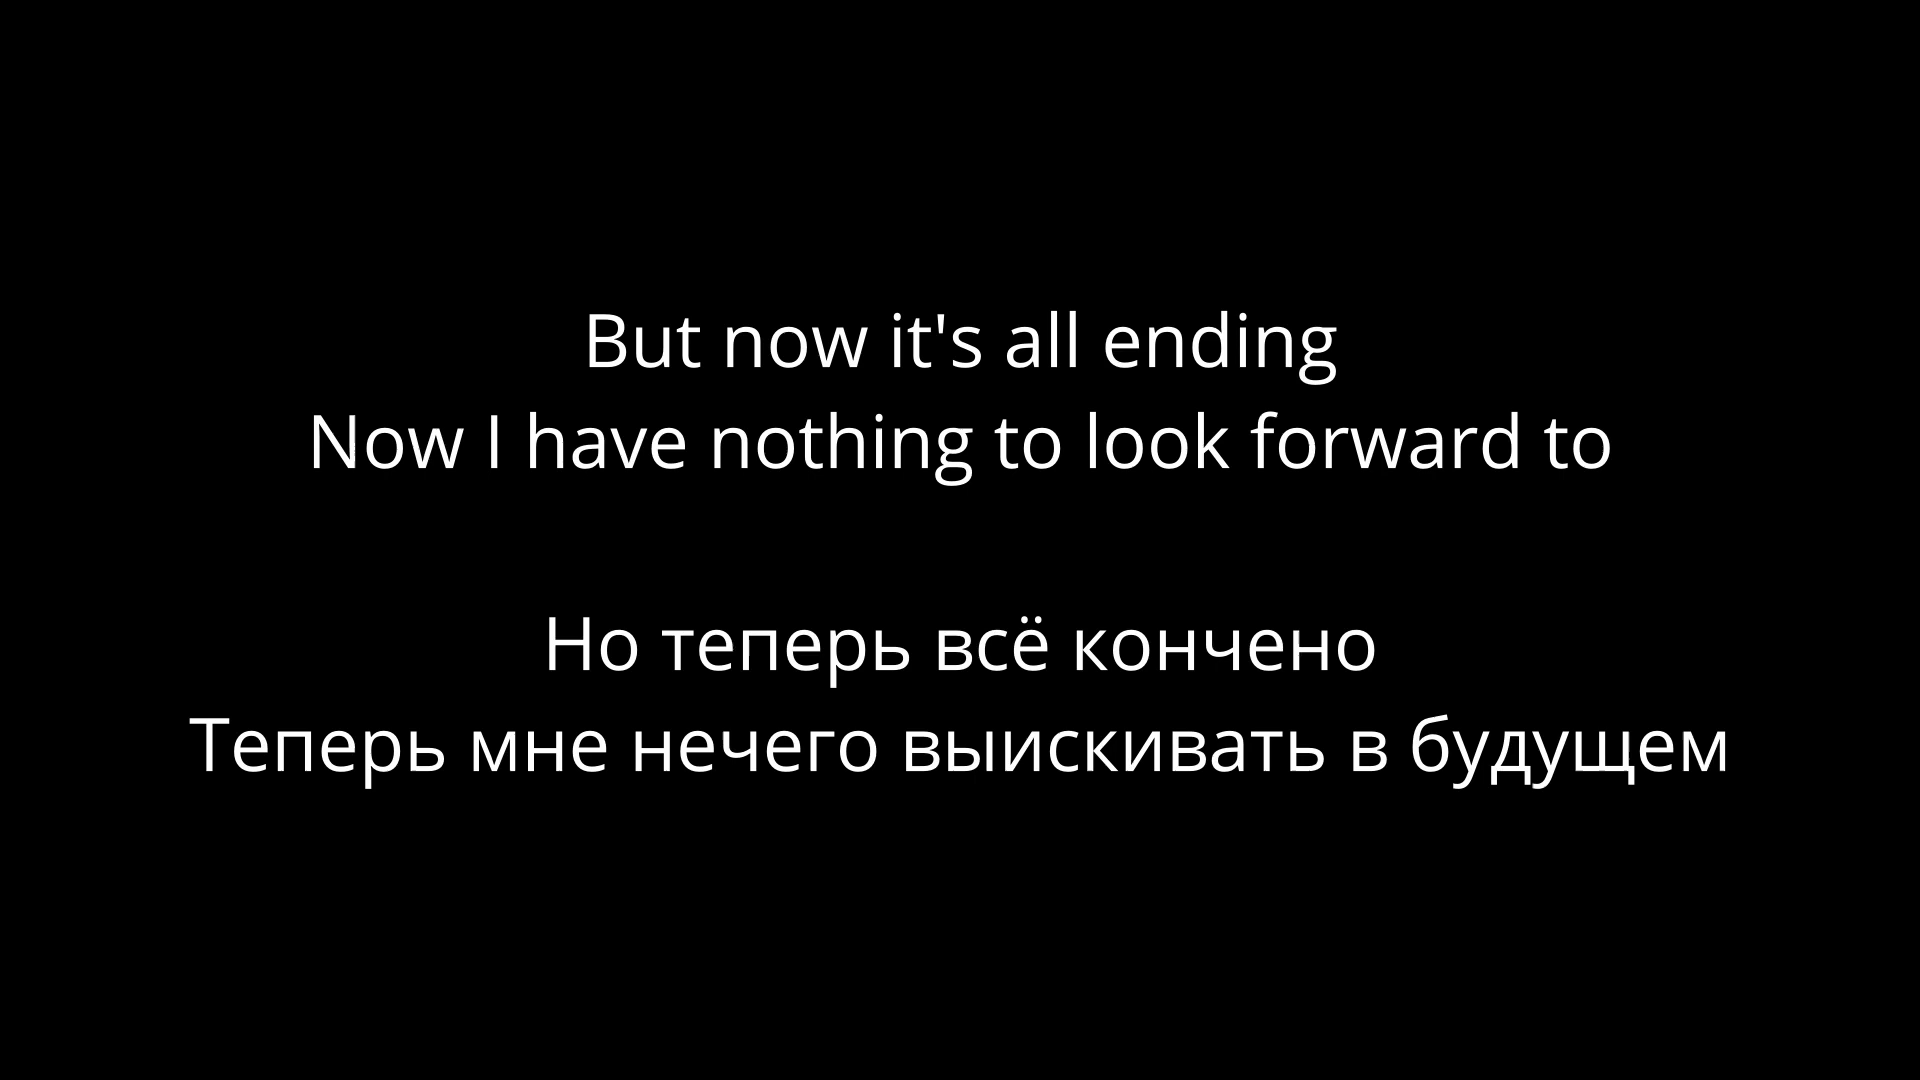 But now it's all ending
Now I have nothing to look forward to
Но теперь всё кончено
Теперь мне нечего выискивать в будущем